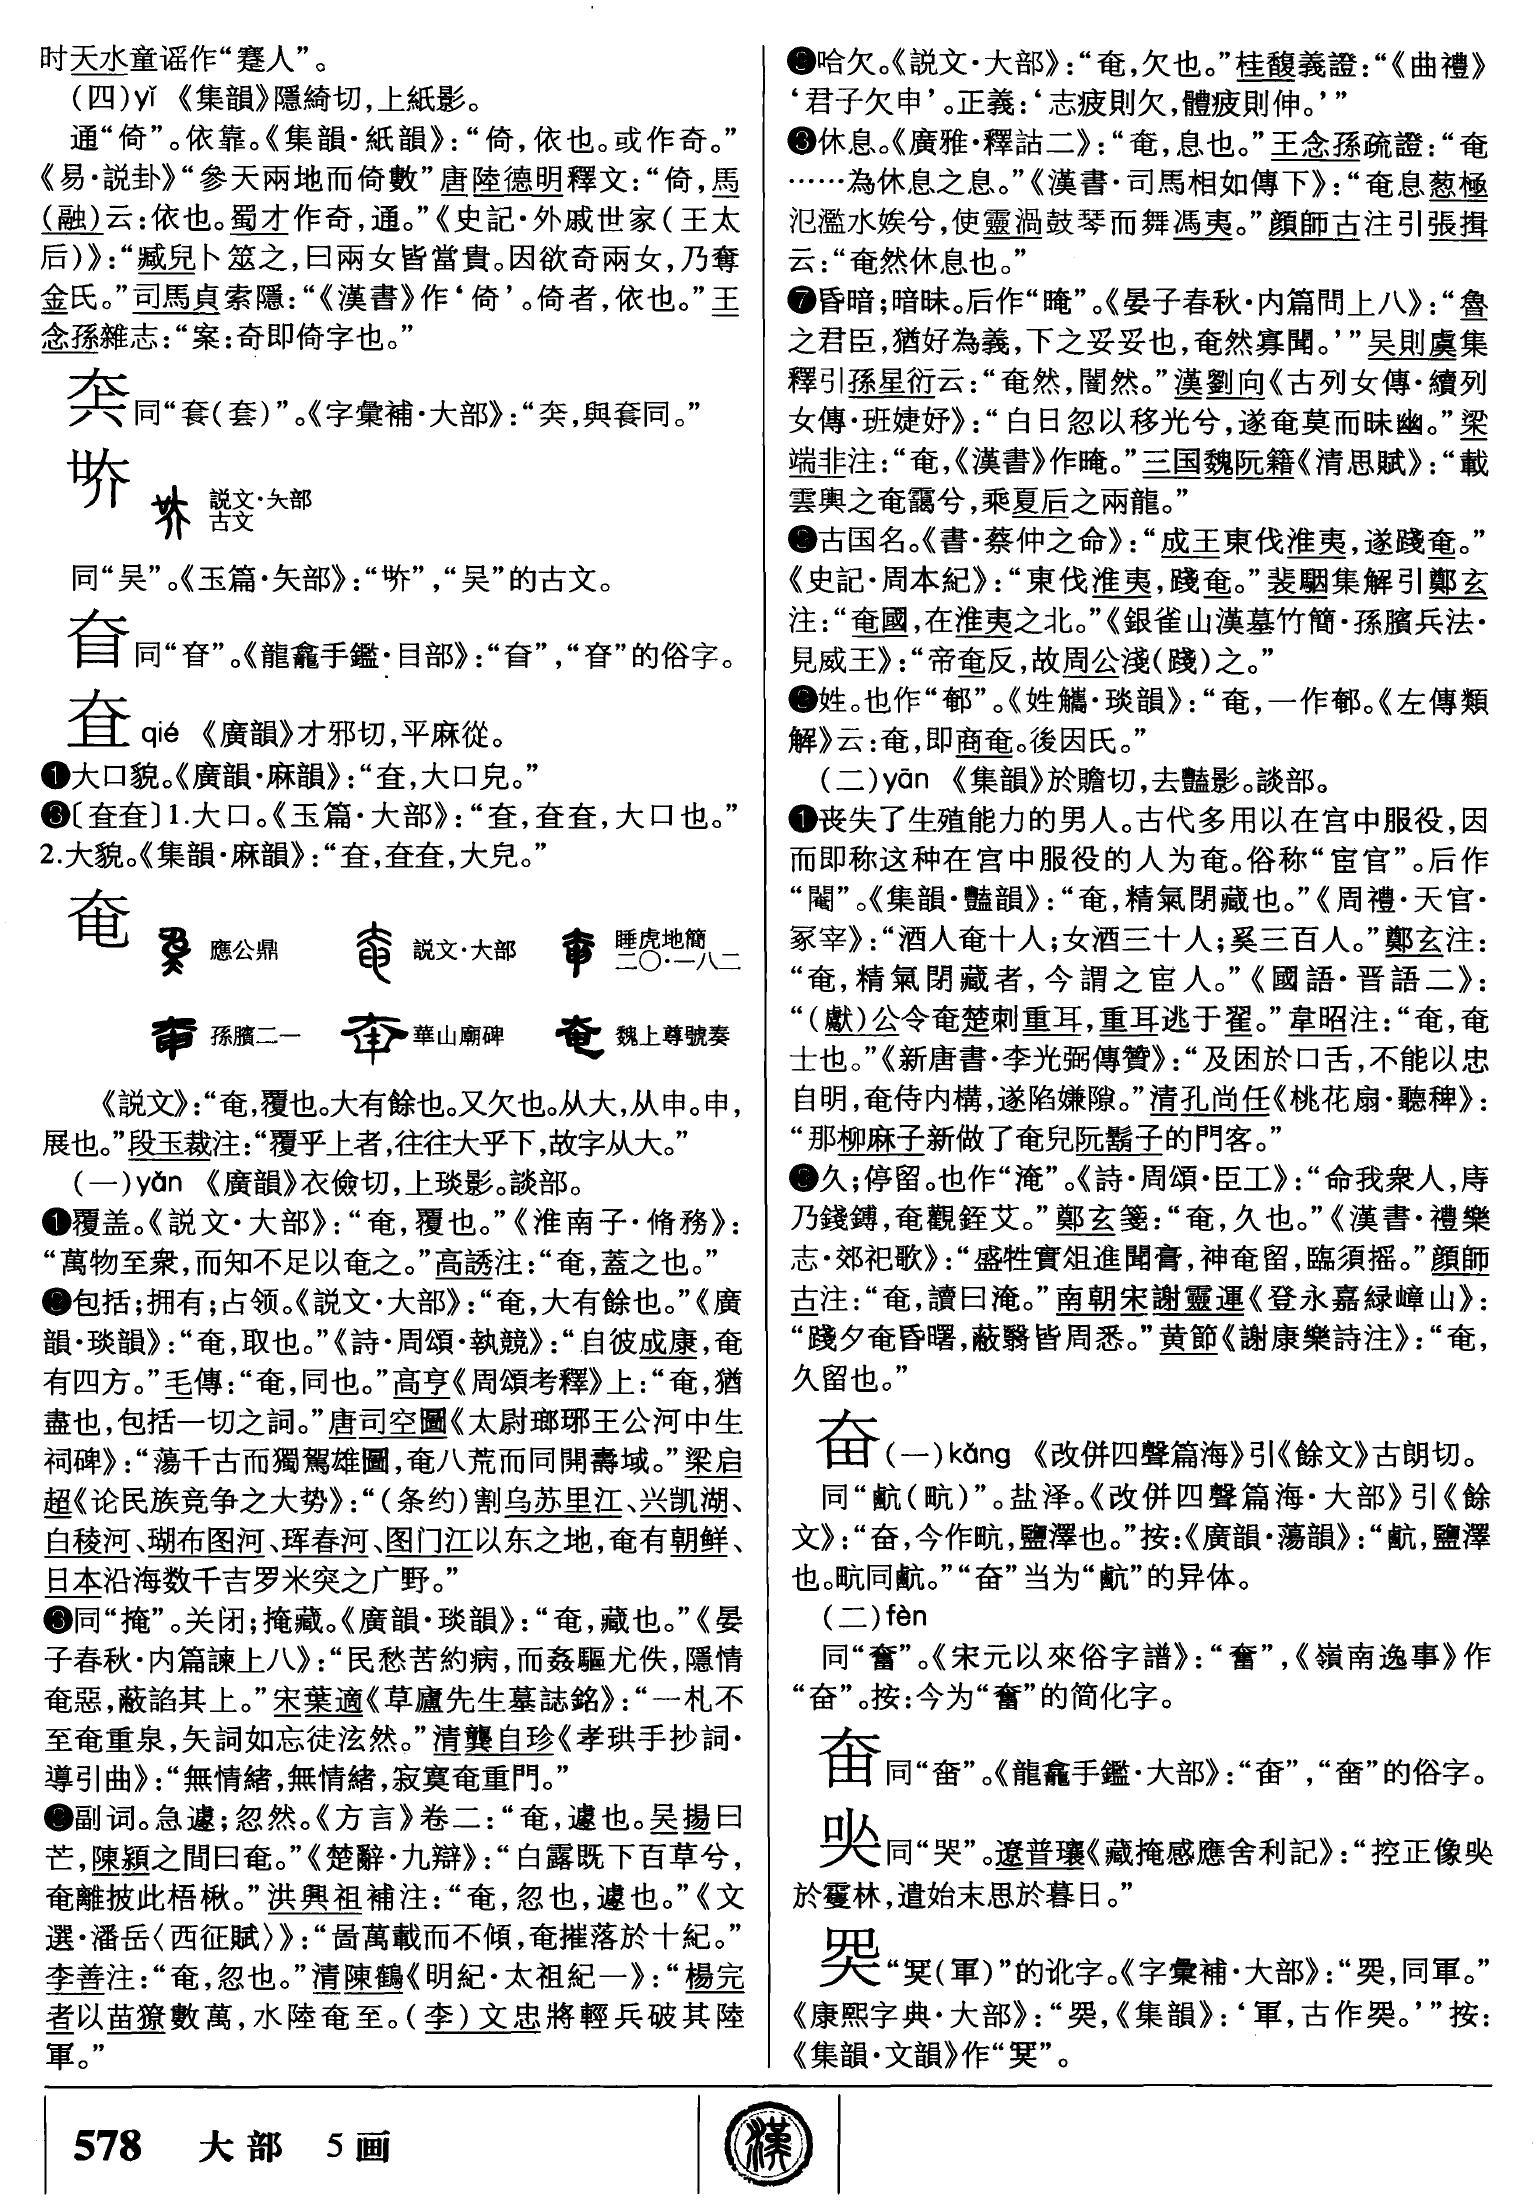 时天水童谣作“蹇人”。
(四)yǐ 《集韻》隱綺切，上紙影。
通“倚”。依靠。《集韻·紙韻》：“倚，依也。或作奇。”
《易·説卦》“參天兩地而倚數”唐陸德明釋文：“倚，馬
(融)云：依也。蜀才作奇，通。”《史記·外戚世家(王太
后)》：“臧兒卜筮之，曰兩女皆當貴。因欲奇兩女，乃奪
金氏。”司馬貞索隱：“《漢書》作‘倚’。倚者，依也。”王
念孫雜志：“案：奇即倚字也。”
同“套(套)”。《字彙補·大部》：“，與套同。”
説文·矢部
古文
同“吴”。《玉篇·矢部》：“”，“吴”的古文。
同“䀏”。《龍龕手鑑·目部》：“”，“”的俗字。
查 qié 《廣韻》才邪切，平麻從。
❶大口貌。《廣韻·麻韻》：“，大口皃。”
❷〔〕1.大口。《玉篇·大部》：“，，大口也。”
2.大貌。《集韻·麻韻》：“，，大皃。”
奄
應公鼎 説文·大部 睡虎地簡
二〇·一八二
孫臏二一 華山廟碑 魏上尊號奏
《説文》：“奄，覆也。大有餘也。又欠也。从大，从申。申，
展也。”段玉裁注：“覆乎上者，往往大乎下，故字从大。”
(一)yǎn 《廣韻》衣儉切，上琰影。談部。
❶覆盖。《説文·大部》：“奄，覆也。”《淮南子·脩務》：
“萬物至衆，而知不足以奄之。”高誘注：“奄，蓋之也。”
❷包括；拥有；占领。《説文·大部》：“奄，大有餘也。”《廣
韻·琰韻》：“奄，取也。”《詩·周頌·執競》：“自彼成康，奄
有四方。”毛傳：“奄，同也。”高亨《周頌考釋》上：“奄，猶
盡也，包括一切之詞。”唐司空圖《太尉瑯琊王公河中生
祠碑》：“蕩千古而獨駕雄圖，奄八荒而同開壽域。”梁启
超《论民族竞争之大势》：“(条约)割乌苏里江、兴凯湖、
白稜河、瑚布图河、珲春河、图门江以东之地，奄有朝鲜、
日本沿海数千吉罗米突之广野。”
❸同“掩”。关闭；掩藏。《廣韻·琰韻》：“奄，藏也。”《晏
子春秋·内篇諫上八》：“民愁苦約病，而姦驅尤佚，隱情
奄惡，蔽諂其上。”宋葉適《草廬先生墓誌銘》：“一札不
至奄重泉，矢詞如忘徒泫然。”清龔自珍《孝珙手抄詞·
導引曲》：“無情緒，無情緒，寂寞奄重門。”
❹副词。急遽；忽然。《方言》卷二：“奄，遽也。吴揚曰
芒，陳潁之間曰奄。”《楚辭·九辯》：“白露既下百草兮，
奄離披此梧楸。”洪興祖補注：“奄，忽也，遽也。”《文
選·潘岳〈西征賦〉》：“啚萬載而不傾，奄摧落於十紀。”
李善注：“奄，忽也。”清陳鶴《明紀·太祖紀一》：“楊完
者以苗獠數萬，水陸奄至。(李)文忠將輕兵破其陸
軍。”
❺哈欠。《説文·大部》：“奄，欠也。”桂馥義證：“《曲禮》
‘君子欠申’。正義：‘志疲則欠，體疲則伸。’”
❻休息。《廣雅·釋詁二》：“奄，息也。”王念孫疏證：“奄
……為休息之息。”《漢書·司馬相如傳下》：“奄息葱極
氾濫水娭兮，使靈渦鼓琴而舞馮夷。”顔師古注引張揖
云：“奄然休息也。”
❼昏暗；暗昧。后作“晻”。《晏子春秋·内篇問上八》：“魯
之君臣，猶好為義，下之妥妥也，奄然寡聞。’”吴則虞集
釋引孫星衍云：“奄然，闇然。”漢劉向《古列女傳·續列
女傳·班婕妤》：“白日忽以移光兮，遂奄莫而昧幽。”梁
端非注：“奄，《漢書》作晻。”三国魏阮籍《清思賦》：“載
雲輿之奄靄兮，乘夏后之兩龍。”
❽古国名。《書·蔡仲之命》：“成王東伐淮夷，遂踐奄。”
《史記·周本紀》：“東伐淮夷，踐奄。”裴駰集解引鄭玄
注：“奄國，在淮夷之北。”《銀雀山漢墓竹簡·孫臏兵法·
見威王》：“帝奄反，故周公淺(踐)之。”
❾姓。也作“郁”。《姓觿·琰韻》：“奄，一作郁。《左傳類
解》云：奄，即商奄。後因氏。”
(二)yān 《集韻》於贍切，去豔影。談部。
❶丧失了生殖能力的男人。古代多用以在宫中服役，因
而即称这种在宫中服役的人为奄。俗称“宦官”。后作
“閹”。《集韻·豔韻》：“奄，精氣閉藏也。”《周禮·天官·
冢宰》：“酒人奄十人；女酒三十人；奚三百人。”鄭玄注：
“奄，精氣閉藏者，今謂之宦人。”《國語·晋語二》：
“(獻)公令奄楚刺重耳，重耳逃于翟。”韋昭注：“奄，奄
士也。”《新唐書·李光弼傳贊》：“及困於口舌，不能以忠
自明，奄侍内構，遂陷嫌隙。”清孔尚任《桃花扇·聽稗》：
“那柳麻子新做了奄兒阮鬍子的門客。”
❷久；停留。也作“淹”。《詩·周頌·臣工》：“命我衆人，庤
乃錢鎛，奄觀銍艾。”鄭玄箋：“奄，久也。”《漢書·禮樂
志·郊祀歌》：“盛牲實俎進聞膏，神奄留，臨須摇。”顔師
古注：“奄，讀曰淹。”南朝宋謝靈運《登永嘉緑嶂山》：
“踐夕奄昏曙，蔽翳皆周悉。”黄節《謝康樂詩注》：“奄，
久留也。”
奋 (一)kǎng 《改併四聲篇海》引《餘文》古朗切。
同“䴚(㽘)”。盐泽。《改併四聲篇海·大部》引《餘
文》：“奋，今作㽘，鹽澤也。”按：《廣韻·蕩韻》：“䴚，鹽澤
也。㽘同䴚。”“奋”当为“䴚”的异体。
(二)fèn
同“奮”。《宋元以來俗字譜》：“奮”，《嶺南逸事》作
“奋”。按：今为“奮”的简化字。
同“畬”。《龍龕手鑑·大部》：“”，“畬”的俗字。
同“哭”。遼普瓌《藏掩感應舍利記》：“控正像
於䨩林，遣始末思於暮日。”
“𠖥(軍)”的讹字。《字彙補·大部》：“，同軍。”
《康熙字典·大部》：“，《集韻》：‘軍，古作。’”按：
《集韻·文韻》作“𠖥”。
578 大部 5画
漢